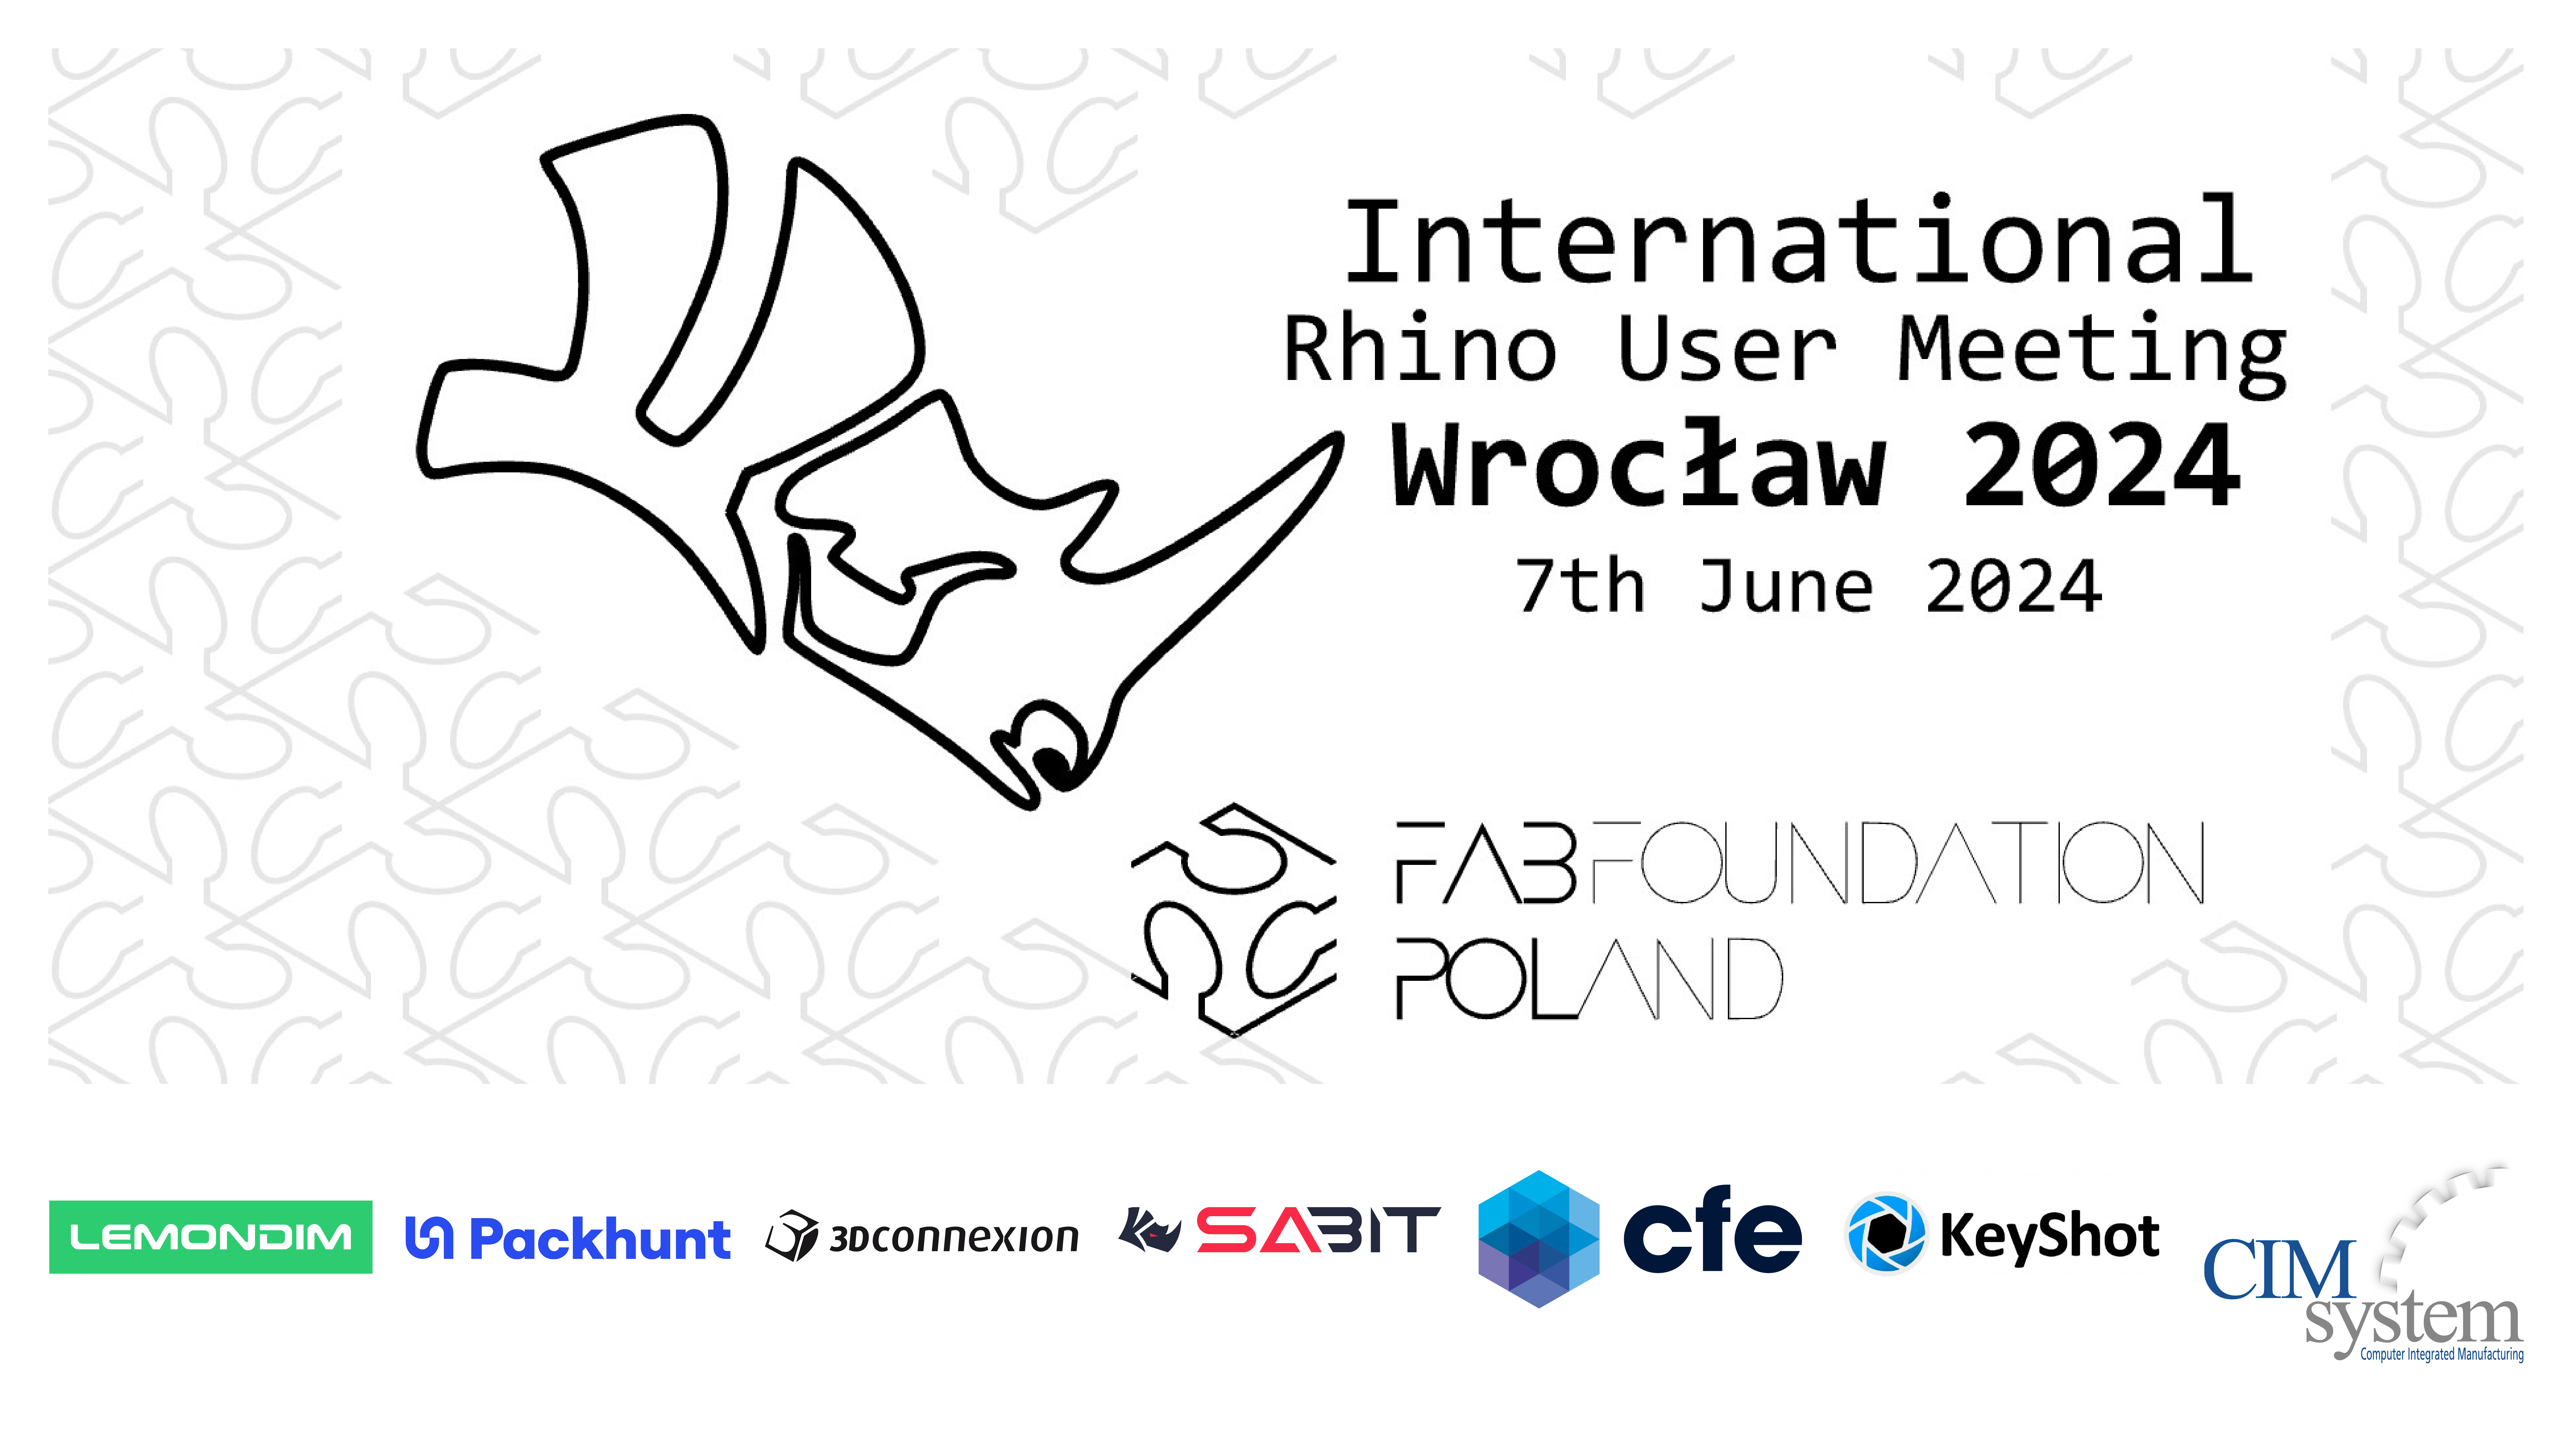 International
Rhino User Meeting
Wrocław 2024
7th June 2024
FABFOUNDATION
POLAND
LEMONDIM
Packhunt
3Dconnexion
SABIT
cfe
KeyShot
CIM
system
Computer Integrated Manufacturing